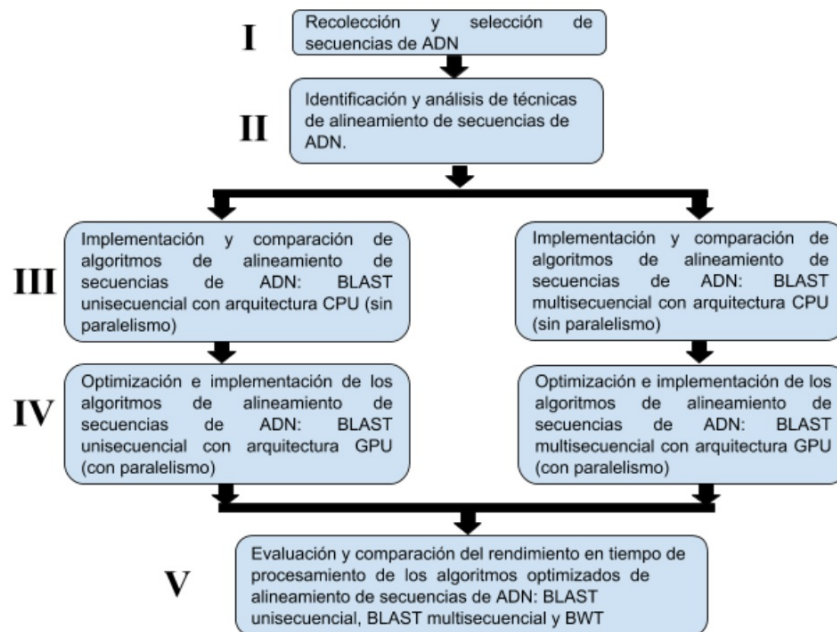 I
Recolección y selección de
secuencias de ADN
II
Identificación y análisis de técnicas
de alineamiento de secuencias de
ADN.
III
Implementación y comparación de
algoritmos de alineamiento de
secuencias de ADN: BLAST
unisecuencial con arquitectura CPU (sin
paralelismo)
Implementación y comparación de
algoritmos de alineamiento de
secuencias de ADN: BLAST
multisecuencial con arquitectura CPU
(sin paralelismo)
IV
Optimización e implementación de los
algoritmos de alineamiento de
secuencias de ADN: BLAST
unisecuencial con arquitectura GPU
(con paralelismo)
Optimización e implementación de los
algoritmos de alineamiento de
secuencias de ADN: BLAST
multisecuencial con arquitectura GPU
(con paralelismo)
V
Evaluación y comparación del rendimiento en tiempo de
procesamiento de los algoritmos optimizados de
alineamiento de secuencias de ADN: BLAST
unisecuencial, BLAST multisecuencial y BWT